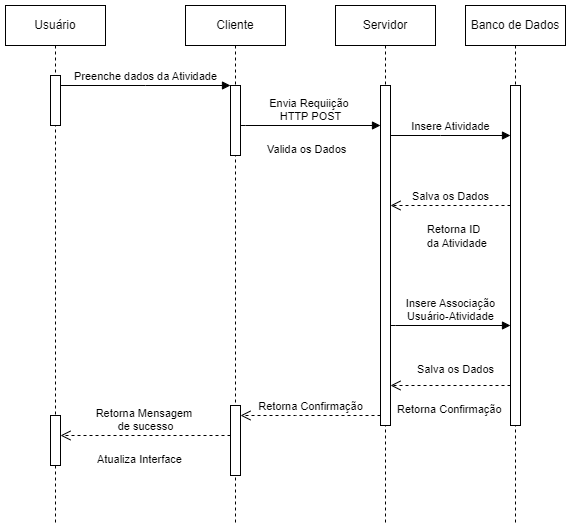 Usuário
Cliente
Servidor
Banco de Dados
Preenche dados da Atividade
Envia Requiição
HTTP POST
Valida os Dados
Insere Atividade
Salva os Dados
Retorna ID
da Atividade
Insere Associação
Usuário-Atividade
Salva os Dados
Retorna Confirmação
Retorna Confirmação
Retorna Mensagem
de sucesso
Atualiza Interface